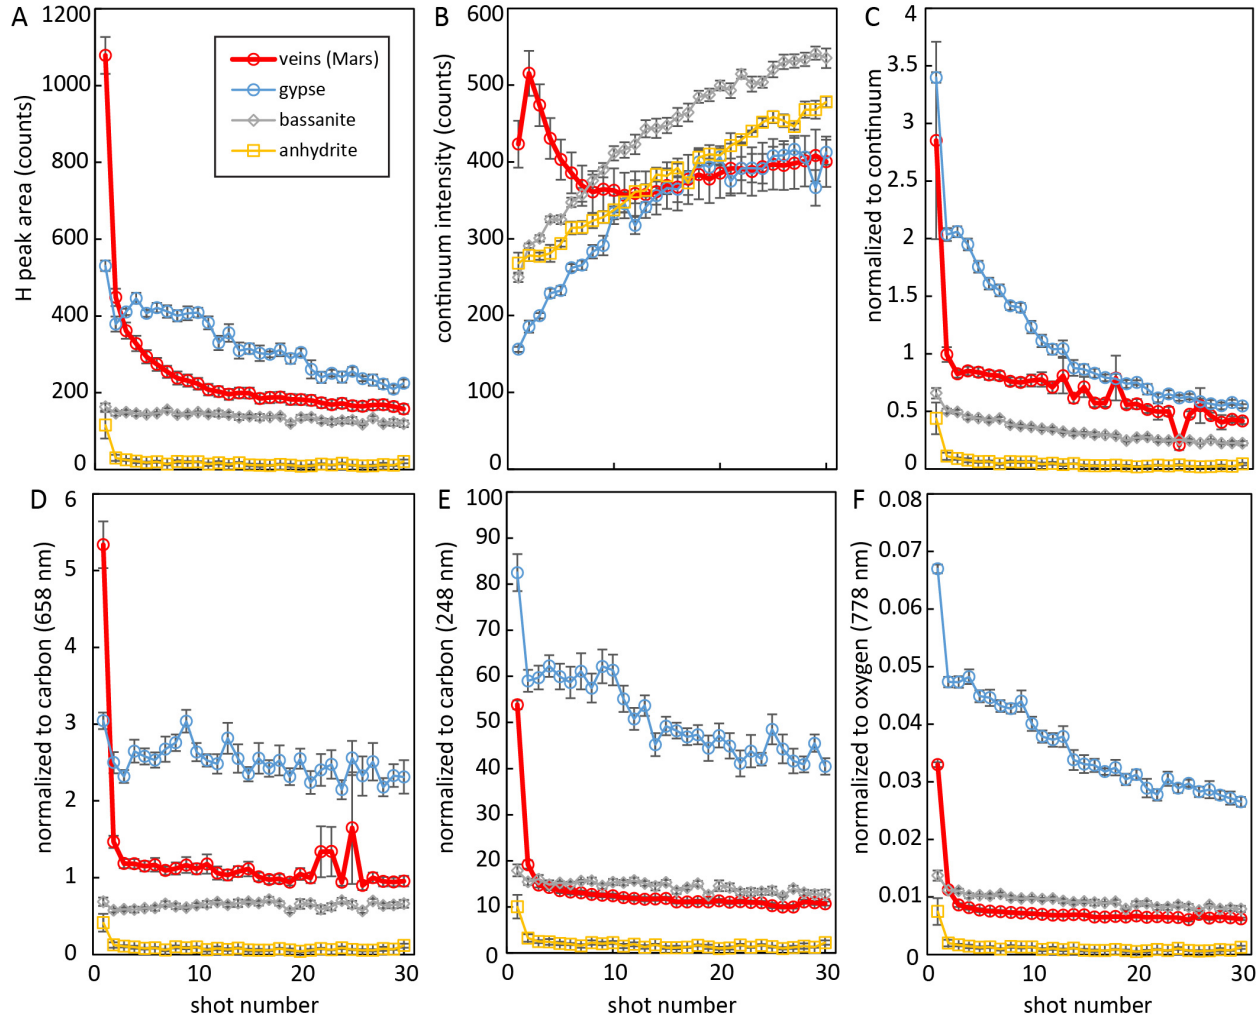 A
H peak area (counts)
1200
1000
800
600
400
200
0
veins (Mars)
gypse
bassanite
anhydrite
B
continuum intensity (counts)
600
500
400
300
200
100
0
C
normalized to continuum
4
3.5
3
2.5
2
1.5
1
0.5
0
D
normalized to carbon (658 nm)
6
5
4
3
2
1
0
0 10 20 30
shot number
E
normalized to carbon (248 nm)
100
90
80
70
60
50
40
30
20
10
0
0 10 20 30
shot number
F
normalized to oxygen (778 nm)
0.08
0.07
0.06
0.05
0.04
0.03
0.02
0.01
0
0 10 20 30
shot number